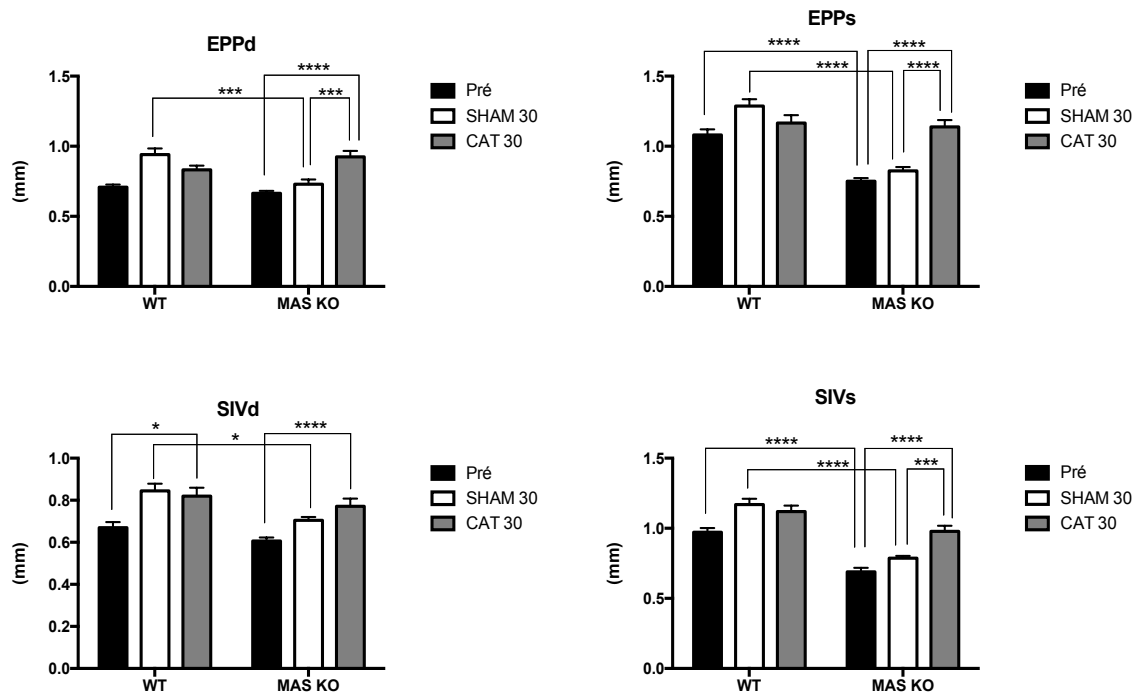 EPPd
**** 
*** ***
1.5
1.0
0.5
0.0
(mm)
WT MAS KO
Pré
SHAM 30
CAT 30
EPPs
**** ****
**** ****
1.5
1.0
0.5
0.0
(mm)
WT MAS KO
Pré
SHAM 30
CAT 30
SIVd
* ****
*
1.0
0.8
0.6
0.4
0.2
0.0
(mm)
WT MAS KO
Pré
SHAM 30
CAT 30
SIVs
**** ****
**** ***
1.5
1.0
0.5
0.0
(mm)
WT MAS KO
Pré
SHAM 30
CAT 30